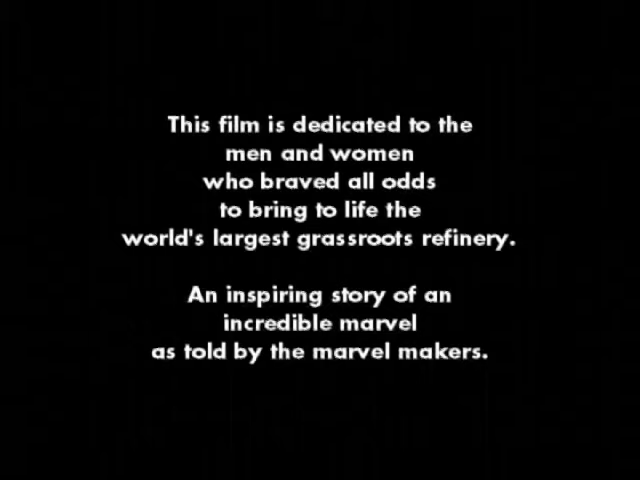 This film is dedicated to the
men and women
who braved all odds
to bring to life the
world's largest grassroots refinery.
An inspiring story of an
incredible marvel
as told by the marvel makers.